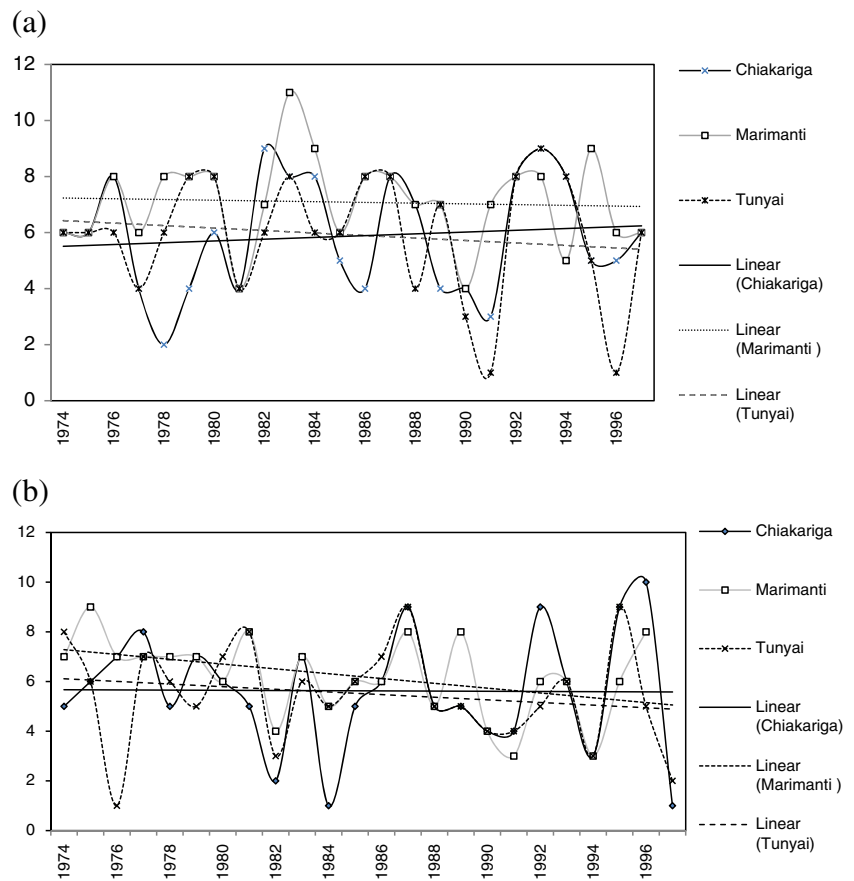 (a)
12
10
8
6
4
2
0
1974
1976
1978
1980
1982
1984
1986
1988
1990
1992
1994
1996
Chiakariga
Marimanti
Tunyai
Linear
(Chiakariga)
Linear
(Marimanti )
Linear
(Tunyai)
(b)
12
10
8
6
4
2
0
1974
1976
1978
1980
1982
1984
1986
1988
1990
1992
1994
1996
Chiakariga
Marimanti
Tunyai
Linear
(Chiakariga)
Linear
(Marimanti )
Linear
(Tunyai)